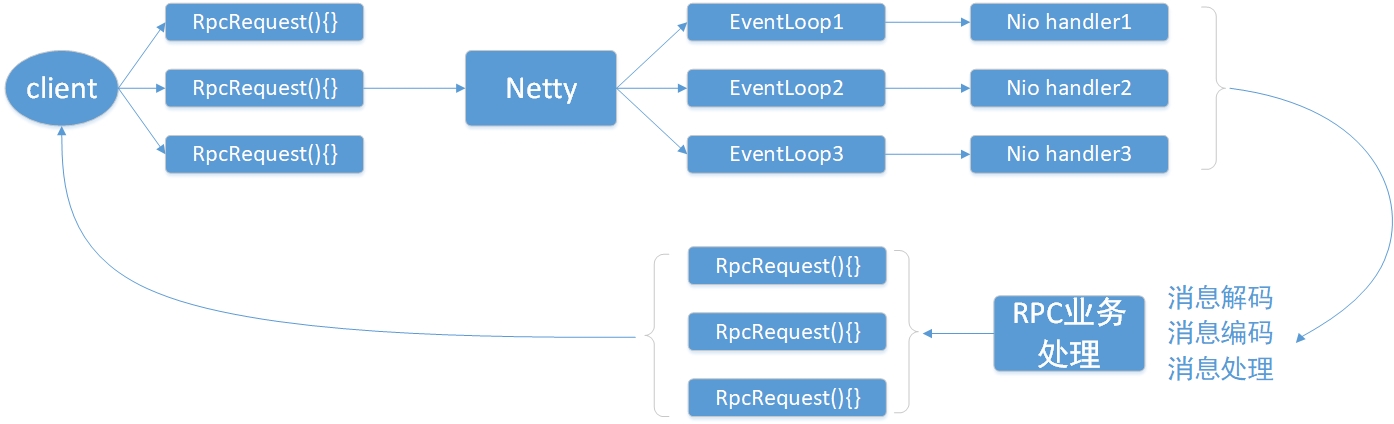 RpcRequest(){}
EventLoop1
Nio handler1
client
RpcRequest(){}
Netty
EventLoop2
Nio handler2
RpcRequest(){}
EventLoop3
Nio handler3
RpcRequest(){}
RpcRequest(){}
RpcRequest(){}
RPC业务
处理
消息解码
消息编码
消息处理